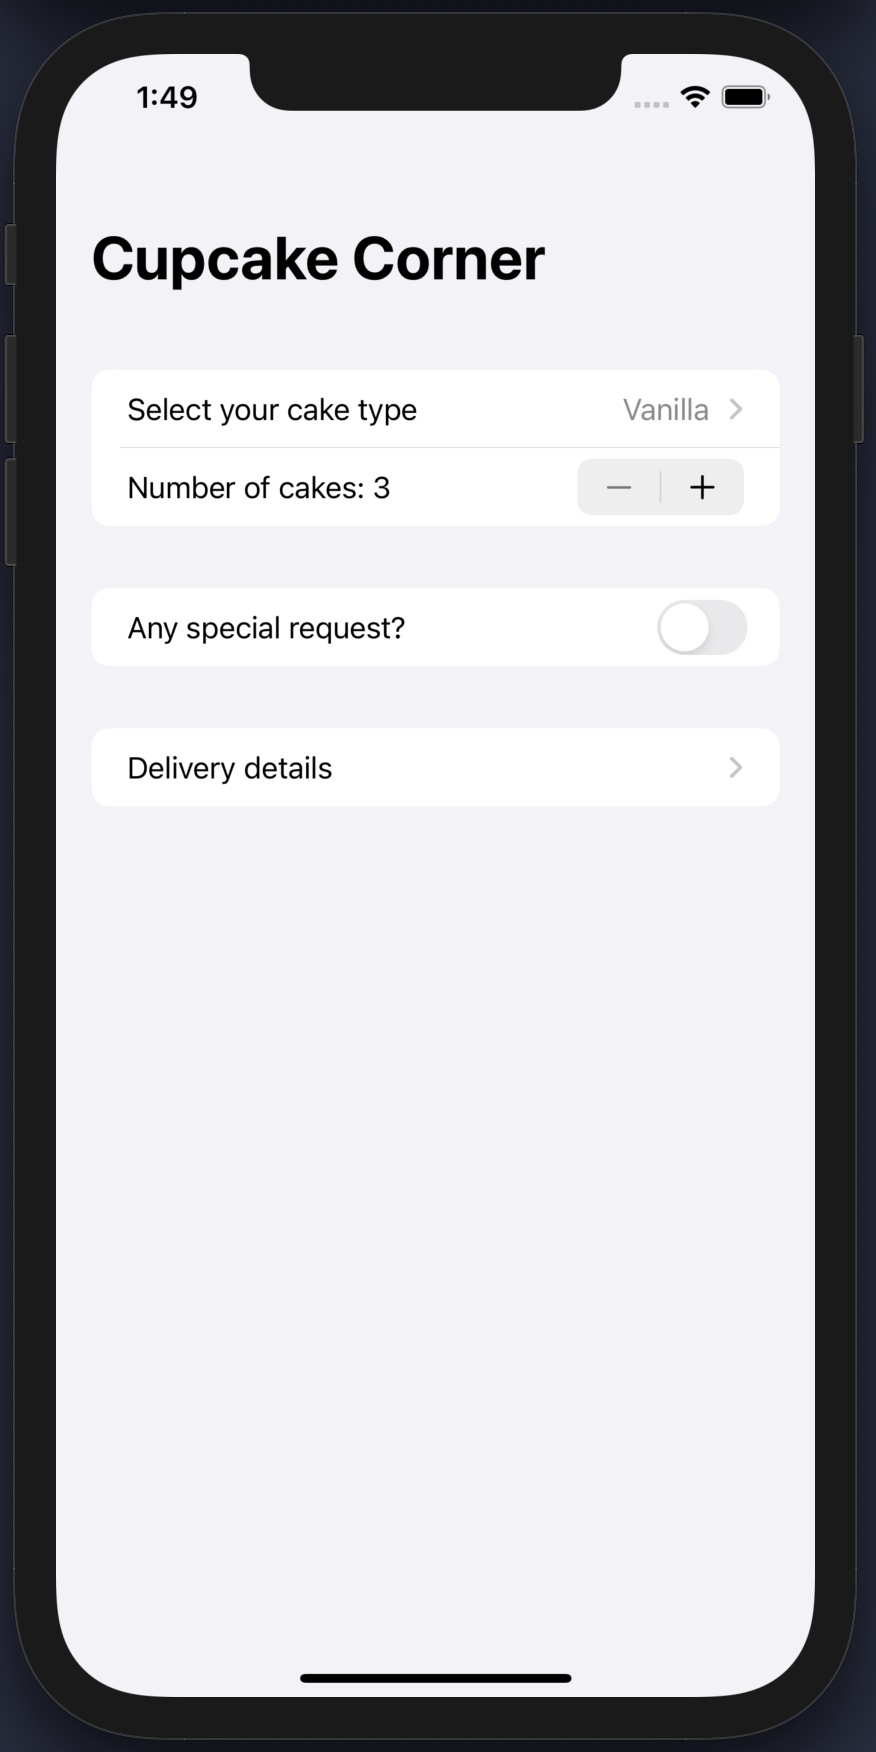 1:49
Cupcake Corner
Select your cake type Vanilla
Number of cakes: 3
Any special request?
Delivery details